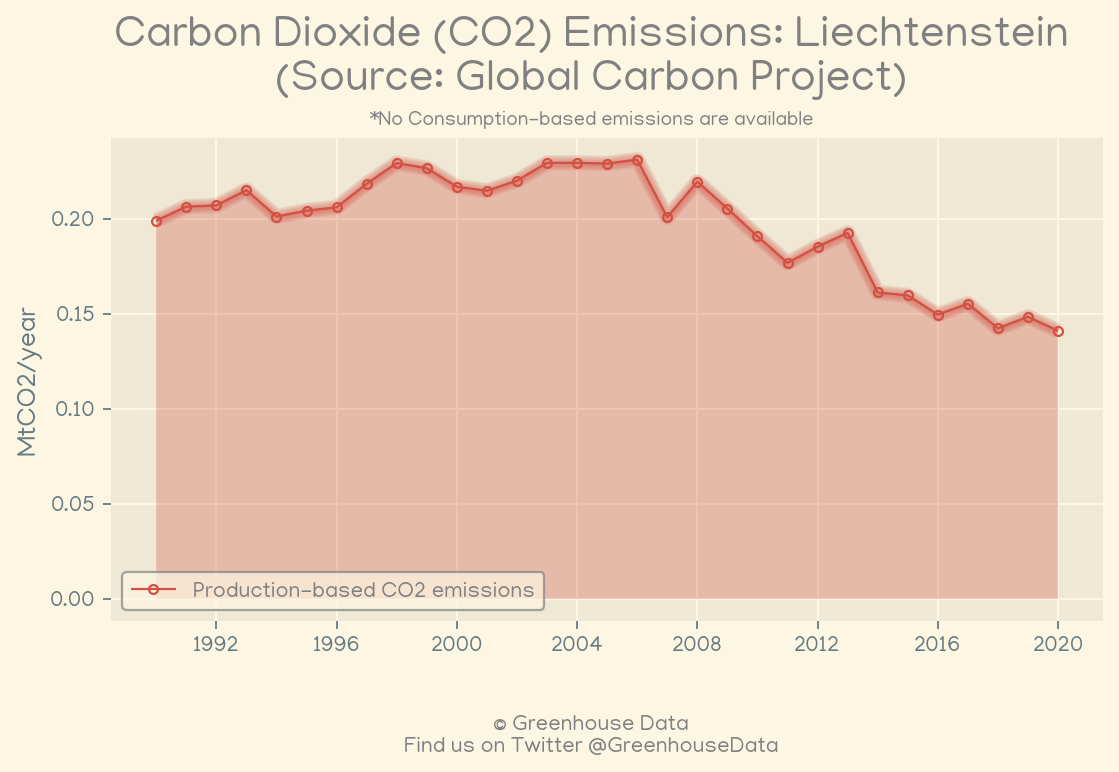 Carbon Dioxide (CO2) Emissions: Liechtenstein
(Source: Global Carbon Project)
*No Consumption-based emissions are available
MtCO2/year
0.20
0.15
0.10
0.05
0.00
Production-based CO2 emissions
1992 1996 2000 2004 2008 2012 2016 2020
© Greenhouse Data
Find us on Twitter @GreenhouseData